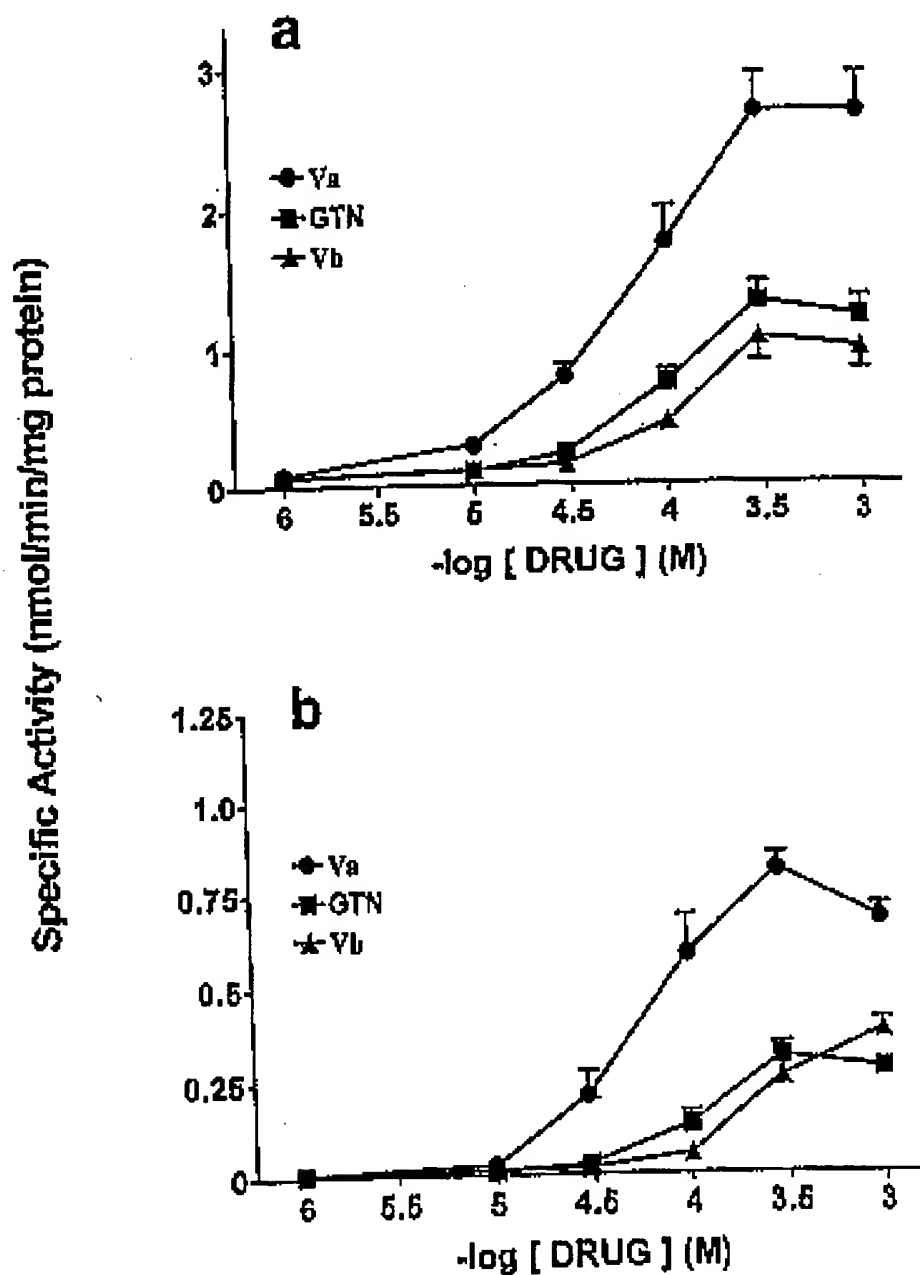 Specific Activity (nmol/min/mg protein)
a
3
2
1
0
Va
GTN
Vb
6 5.5 5 4.5 4 3.5 3
-log [ DRUG ] (M)
b
1.25
1.0
0.75
0.5
0.25
0
Va
GTN
Vb
6 5.5 5 4.5 4 3.5 3
-log [ DRUG ] (M)